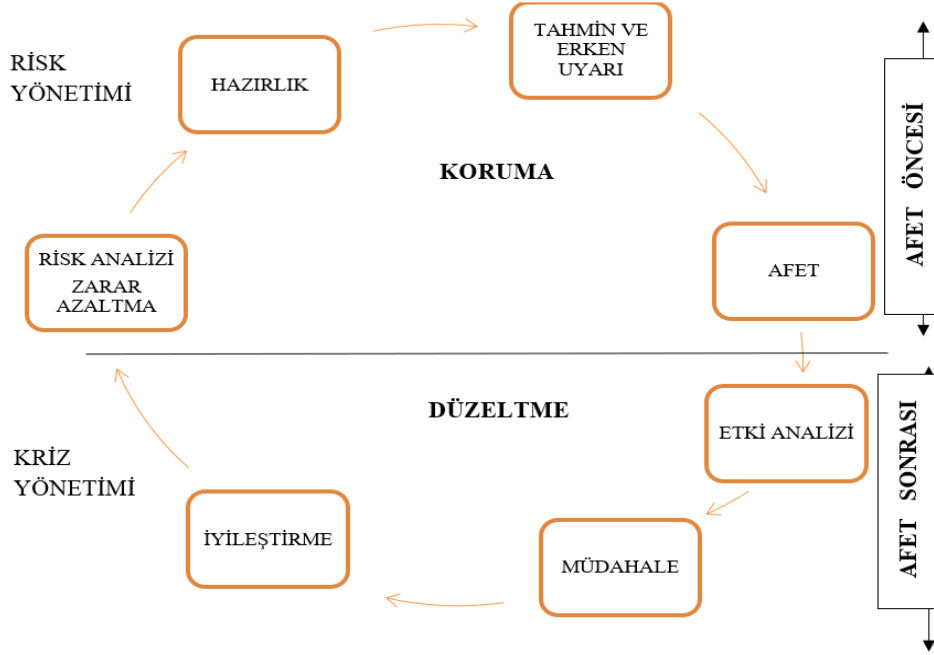 RİSK
YÖNETİMİ
HAZIRLIK
TAHMİN VE
ERKEN
UYARI
KORUMA
AFET ÖNCESİ
RİSK ANALİZİ
ZARAR
AZALTMA
AFET
DÜZELTME
ETKİ ANALİZİ
AFET SONRASI
KRİZ
YÖNETİMİ
İYİLEŞTİRME
MÜDAHALE